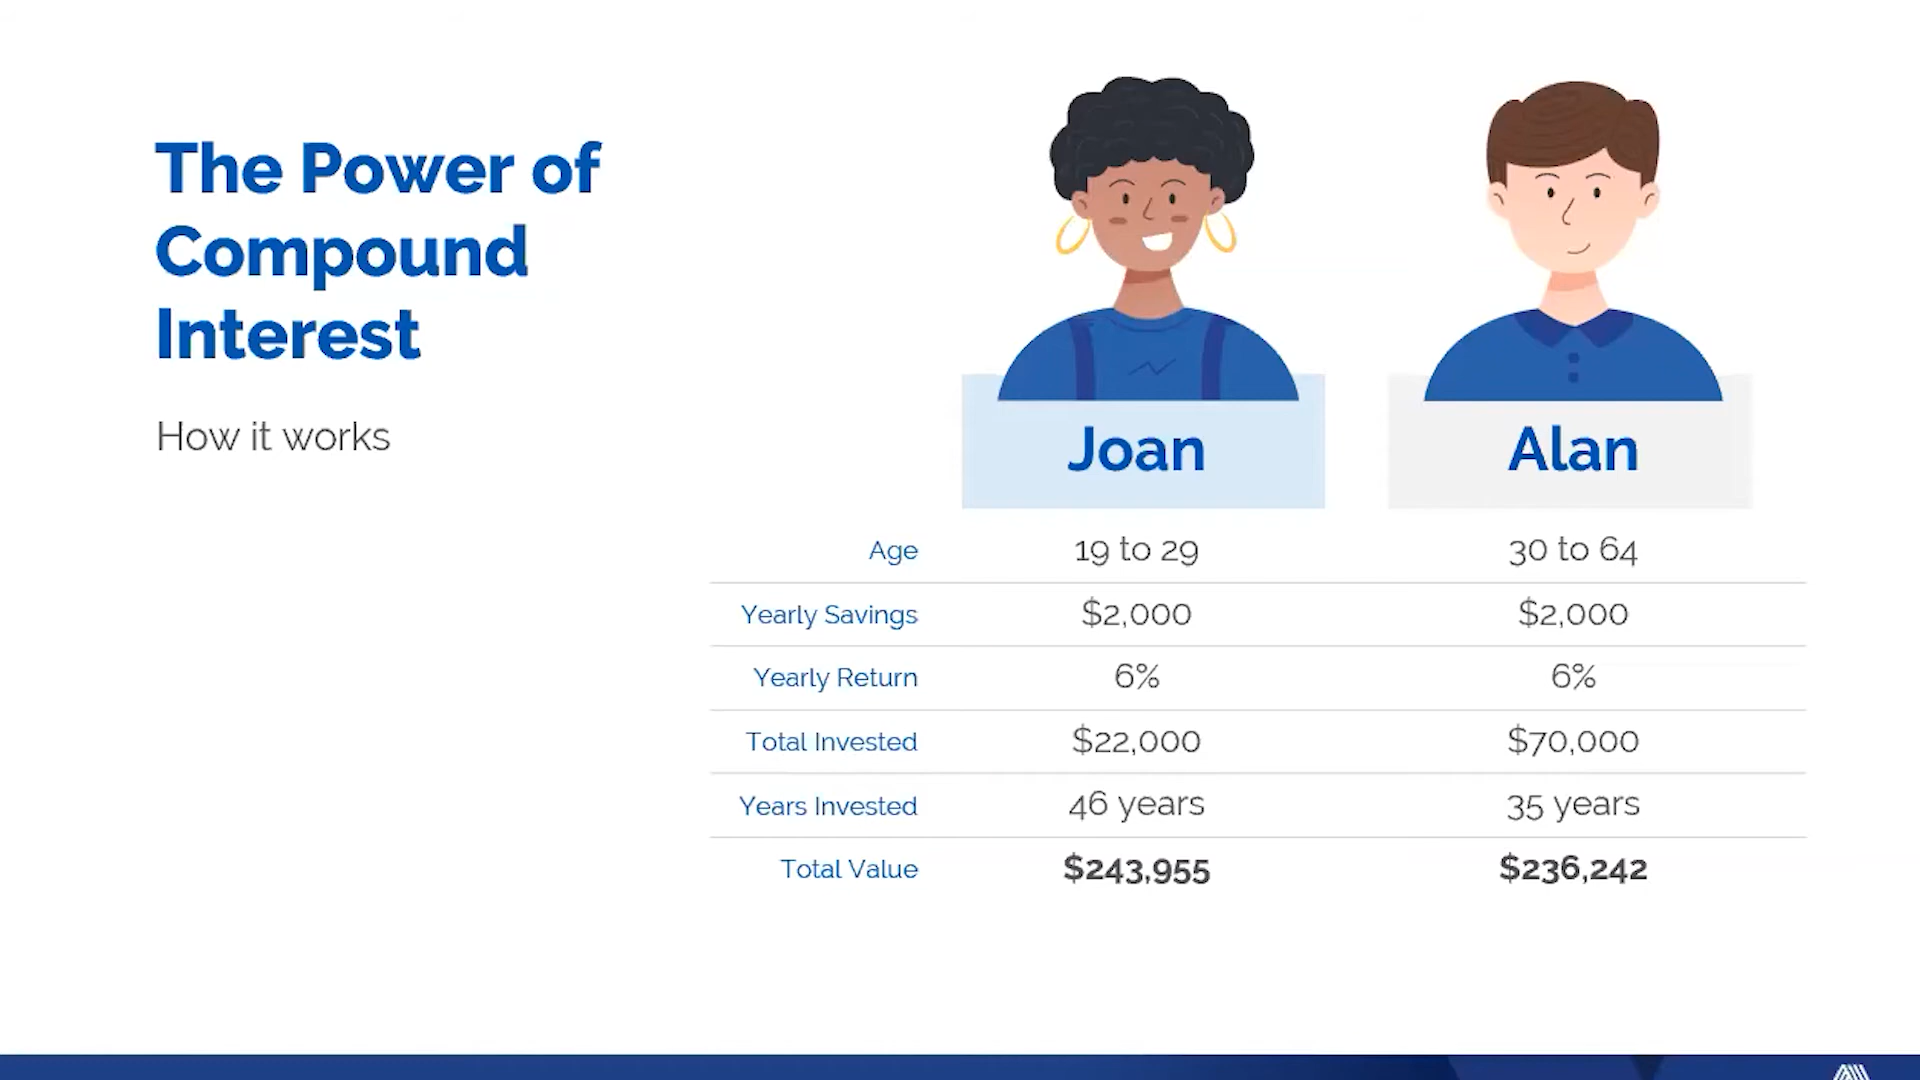 The Power of
Compound
Interest
How it works
Joan Alan
Age 19 to 29 30 to 64
Yearly Savings $2,000 $2,000
Yearly Return 6% 6%
Total Invested $22,000 $70,000
Years Invested 46 years 35 years
Total Value $243,955 $236,242